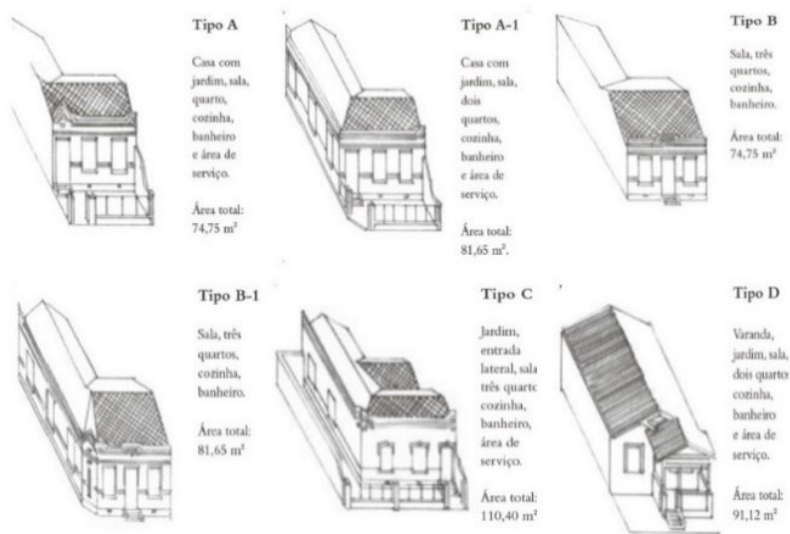 Tipo A
Casa com
jardim, sala,
quarto,
cozinha,
banheiro
e área de
serviço.
Área total:
74,75 m²
Tipo A-1
Casa com
jardim, sala,
dois
quartos,
cozinha,
banheiro
e área de
serviço.
Área total:
81,65 m².
Tipo B
Sala, três
quartos,
cozinha,
banheiro.
Área total:
74,75 m²
Tipo B-1
Sala, três
quartos,
cozinha,
banheiro.
Área total:
81,65 m²
Tipo C
Jardim,
entrada
lateral, sala
três quarto
cozinha,
banheiro,
área de
serviço.
Área total:
110,40 m²
Tipo D
Varanda,
jardim, sala,
dois quarto
cozinha,
banheiro
e área de
serviço.
Área total:
91,12 m²